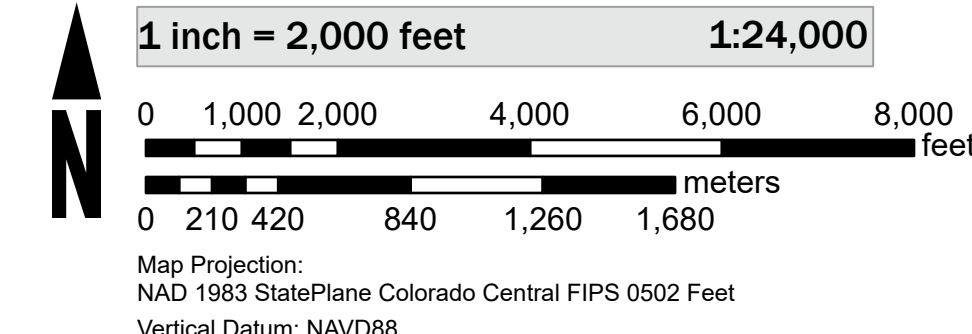 N
1 inch = 2,000 feet 1:24,000
0 1,000 2,000 4,000 6,000 8,000
feet
meters
0 210 420 840 1,260 1,680
Map Projection:
NAD 1983 StatePlane Colorado Central FIPS 0502 Feet
Vertical Datum: NAVD88